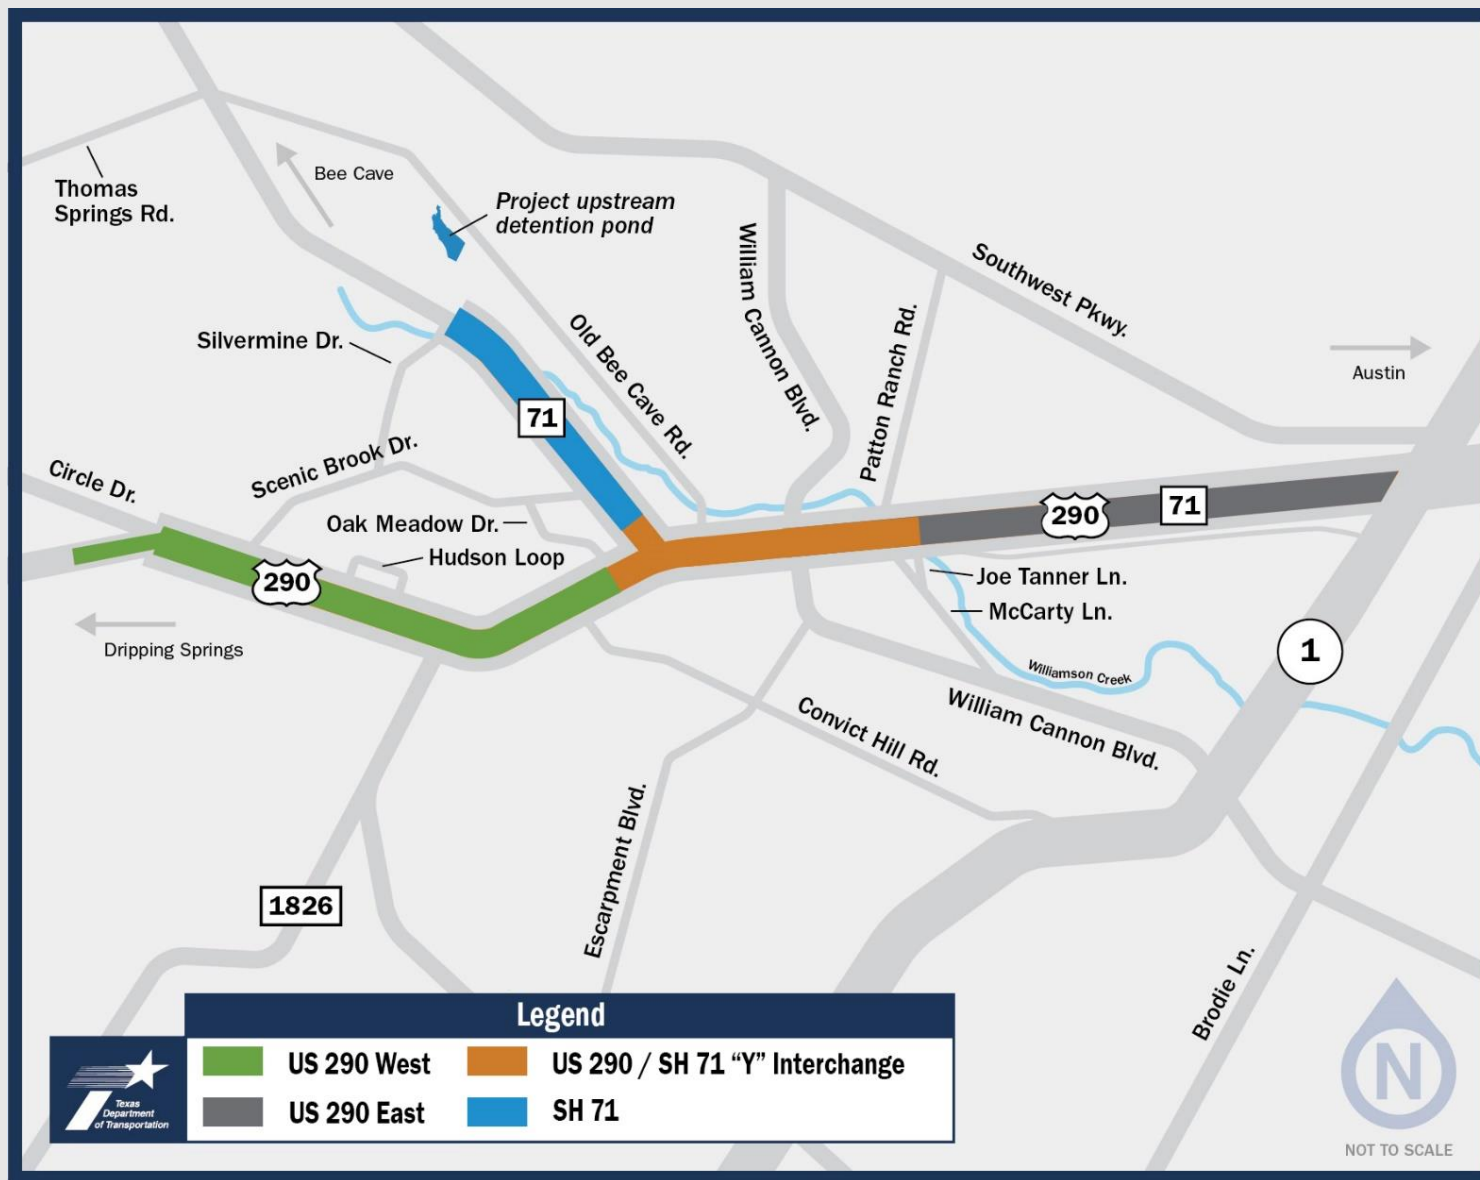 Bee Cave
Thomas
Springs Rd.
Project upstream
detention pond
William Cannon Blvd.
Southwest Pkwy.
Silvermine Dr.
Old Bee Cave Rd.
Patton Ranch Rd.
Austin
71
Scenic Brook Dr.
Circle Dr.
Oak Meadow Dr.
Hudson Loop
290
71
290
Joe Tanner Ln.
McCarty Ln.
Dripping Springs
1
Williamson Creek
William Cannon Blvd.
Convict Hill Rd.
Escarpment Blvd.
1826
Brodie Ln.
Legend
US 290 West
US 290 / SH 71 “Y” Interchange
US 290 East
SH 71
Texas
Department
of Transportation
N
NOT TO SCALE